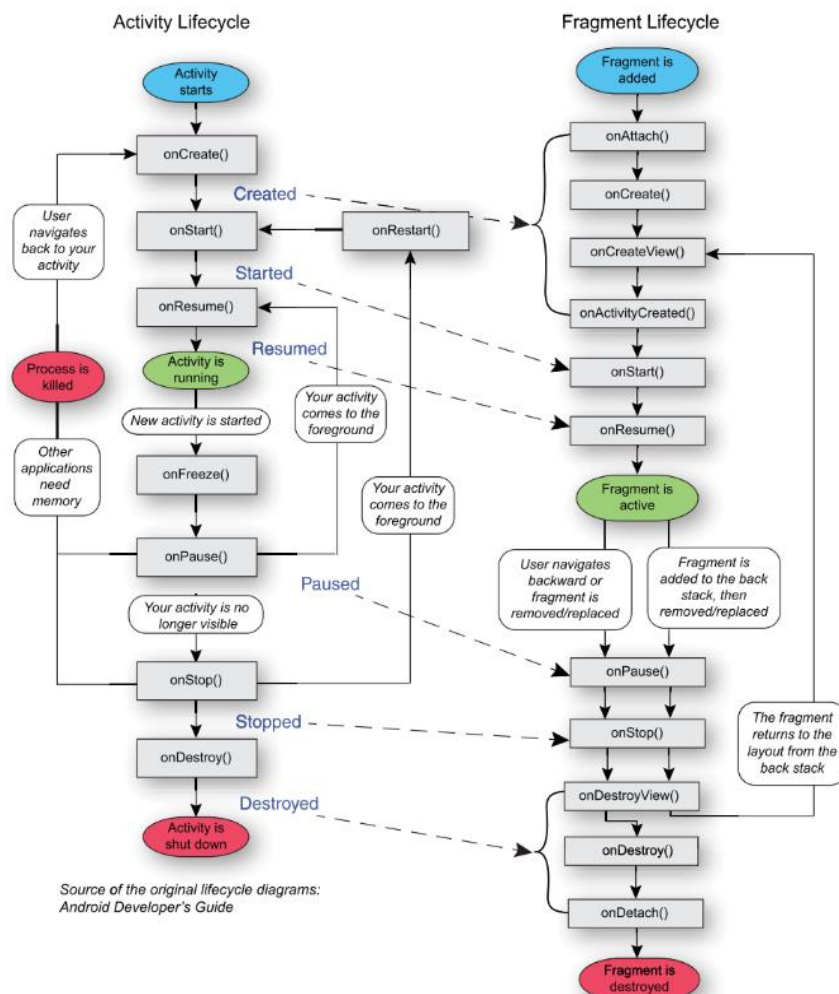 Activity Lifecycle
Activity
starts
onCreate()
User
navigates
back to your
activity
onStart()
onRestart()
onResume()
Process is
killed
Activity is
running
Your activity
comes to the
foreground
New activity is started
Other
applications
need
memory
onFreeze()
Your activity
comes to the
foreground
onPause()
Your activity is no
longer visible
onStop()
onDestroy()
Activity is
shut down
Source of the original lifecycle diagrams:
Android Developer's Guide
Created
Started
Resumed
Paused
Stopped
Destroyed
Fragment Lifecycle
Fragment is
added
onAttach()
onCreate()
onCreateView()
onActivityCreated()
onStart()
onResume()
Fragment is
active
User navigates
backward or
fragment is
removed/replaced
Fragment is
added to the back
stack, then
removed/replaced
onPause()
onStop()
The fragment
returns to the
layout from the
back stack
onDestroyView()
onDestroy()
onDetach()
Fragment is
destroyed